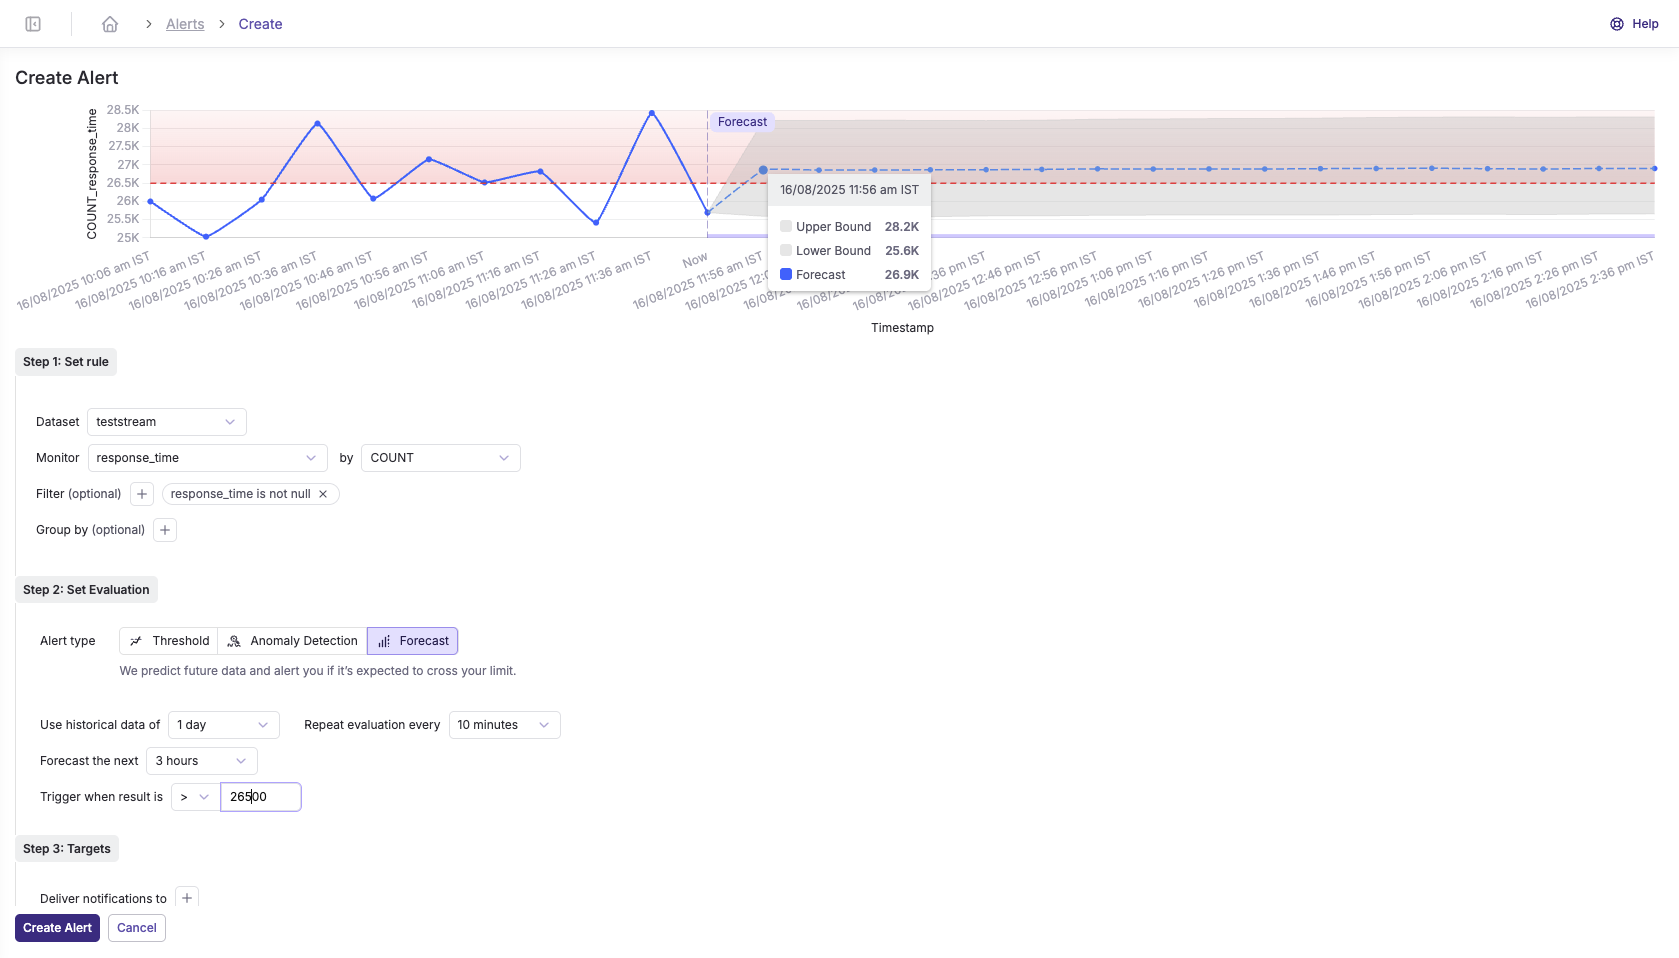 Alerts
Create
Help
Create Alert
COUNT_response_time
28.5K
28K
27.5K
27K
26.5K
26K
25.5K
25K
Forecast
16/08/2025 11:56 am IST
Upper Bound 28.2K
Lower Bound 25.6K
Forecast 26.9K
16/08/2025 10:06 am IST
16/08/2025 10:16 am IST
16/08/2025 10:26 am IST
16/08/2025 10:36 am IST
16/08/2025 10:46 am IST
16/08/2025 10:56 am IST
16/08/2025 11:06 am IST
16/08/2025 11:16 am IST
16/08/2025 11:26 am IST
16/08/2025 11:36 am IST
Now
16/08/2025 11:56 am IST
16/08/2025
:36 pm IST
16/08/2025 12:46 pm IST
16/08/2025 12:56 pm IST
16/08/2025 1:06 pm IST
16/08/2025 1:16 pm IST
16/08/2025 1:26 pm IST
16/08/2025 1:36 pm IST
16/08/2025 1:46 pm IST
16/08/2025 1:56 pm IST
16/08/2025 2:06 pm IST
16/08/2025 2:16 pm IST
16/08/2025 2:26 pm IST
16/08/2025 2:36 pm IST
Timestamp
Step 1: Set rule
Dataset teststream
Monitor response_time by COUNT
Filter (optional) + response_time is not null ×
Group by (optional) +
Step 2: Set Evaluation
Alert type Threshold Anomaly Detection Forecast
We predict future data and alert you if it's expected to cross your limit.
Use historical data of 1 day Repeat evaluation every 10 minutes
Forecast the next 3 hours
Trigger when result is > 26500
Step 3: Targets
Deliver notifications to +
Create Alert Cancel